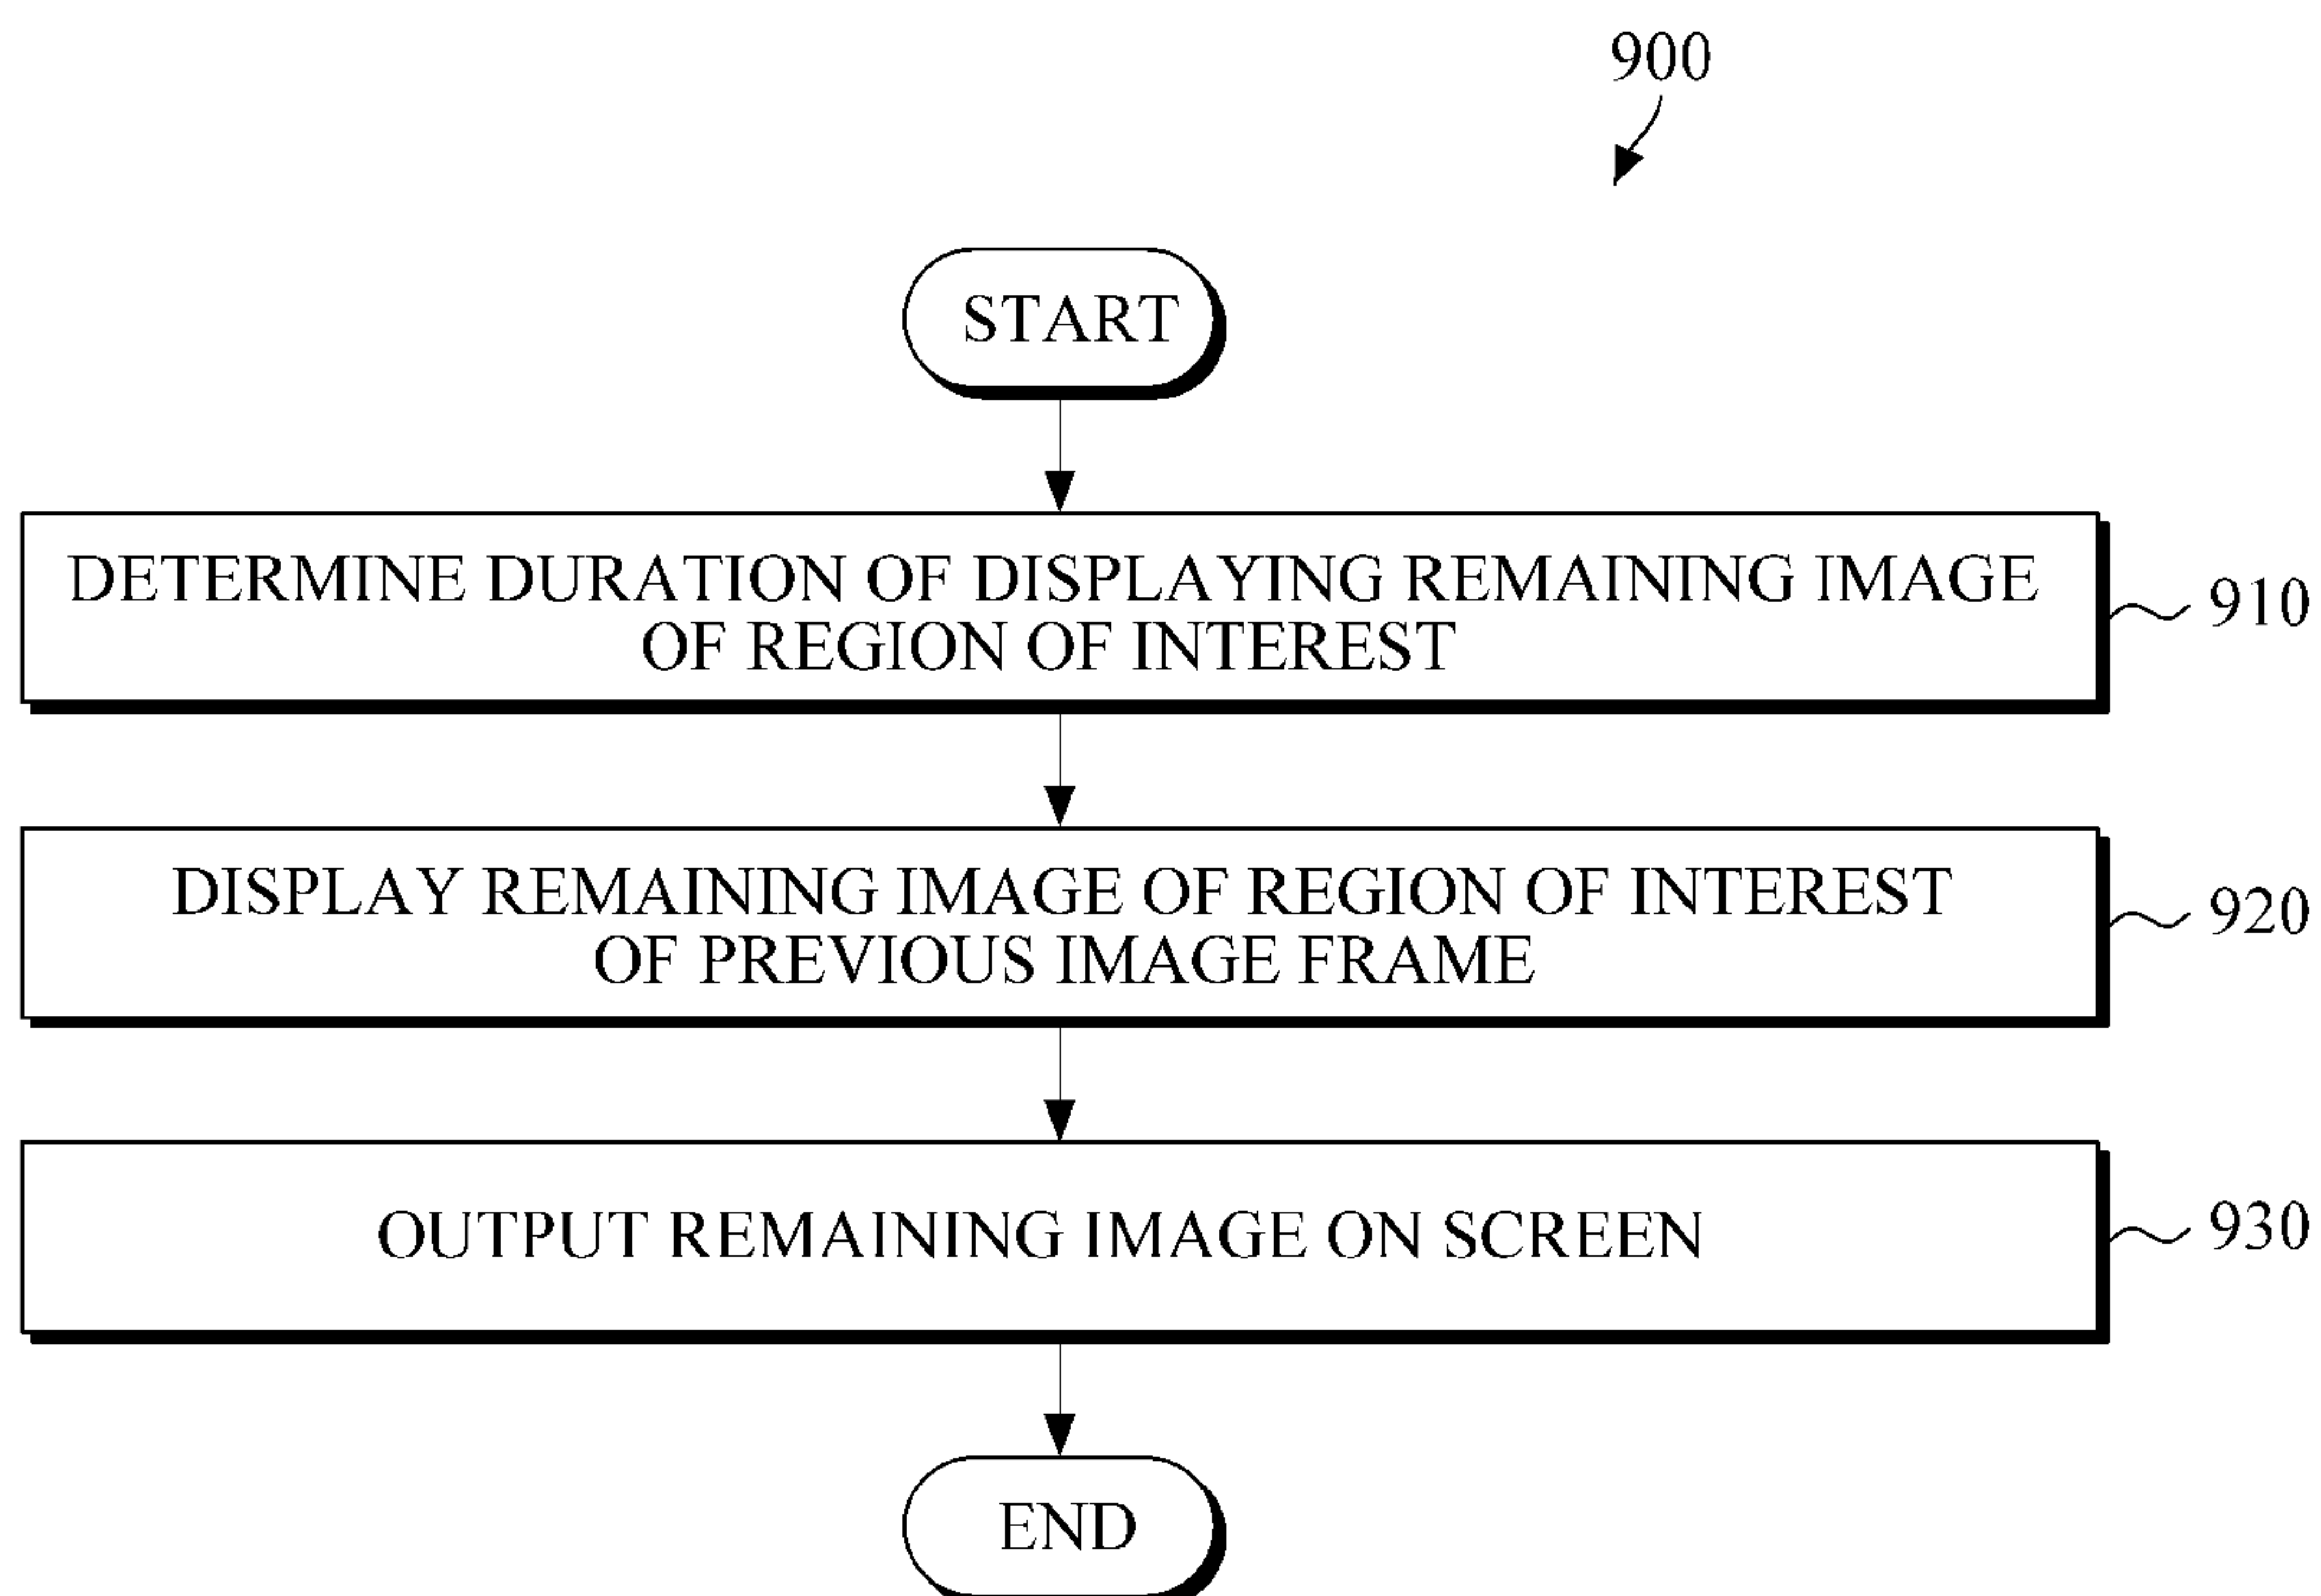 900
START
DETERMINE DURATION OF DISPLAYING REMAINING IMAGE
OF REGION OF INTEREST
910
DISPLAY REMAINING IMAGE OF REGION OF INTEREST
OF PREVIOUS IMAGE FRAME
920
OUTPUT REMAINING IMAGE ON SCREEN
930
END